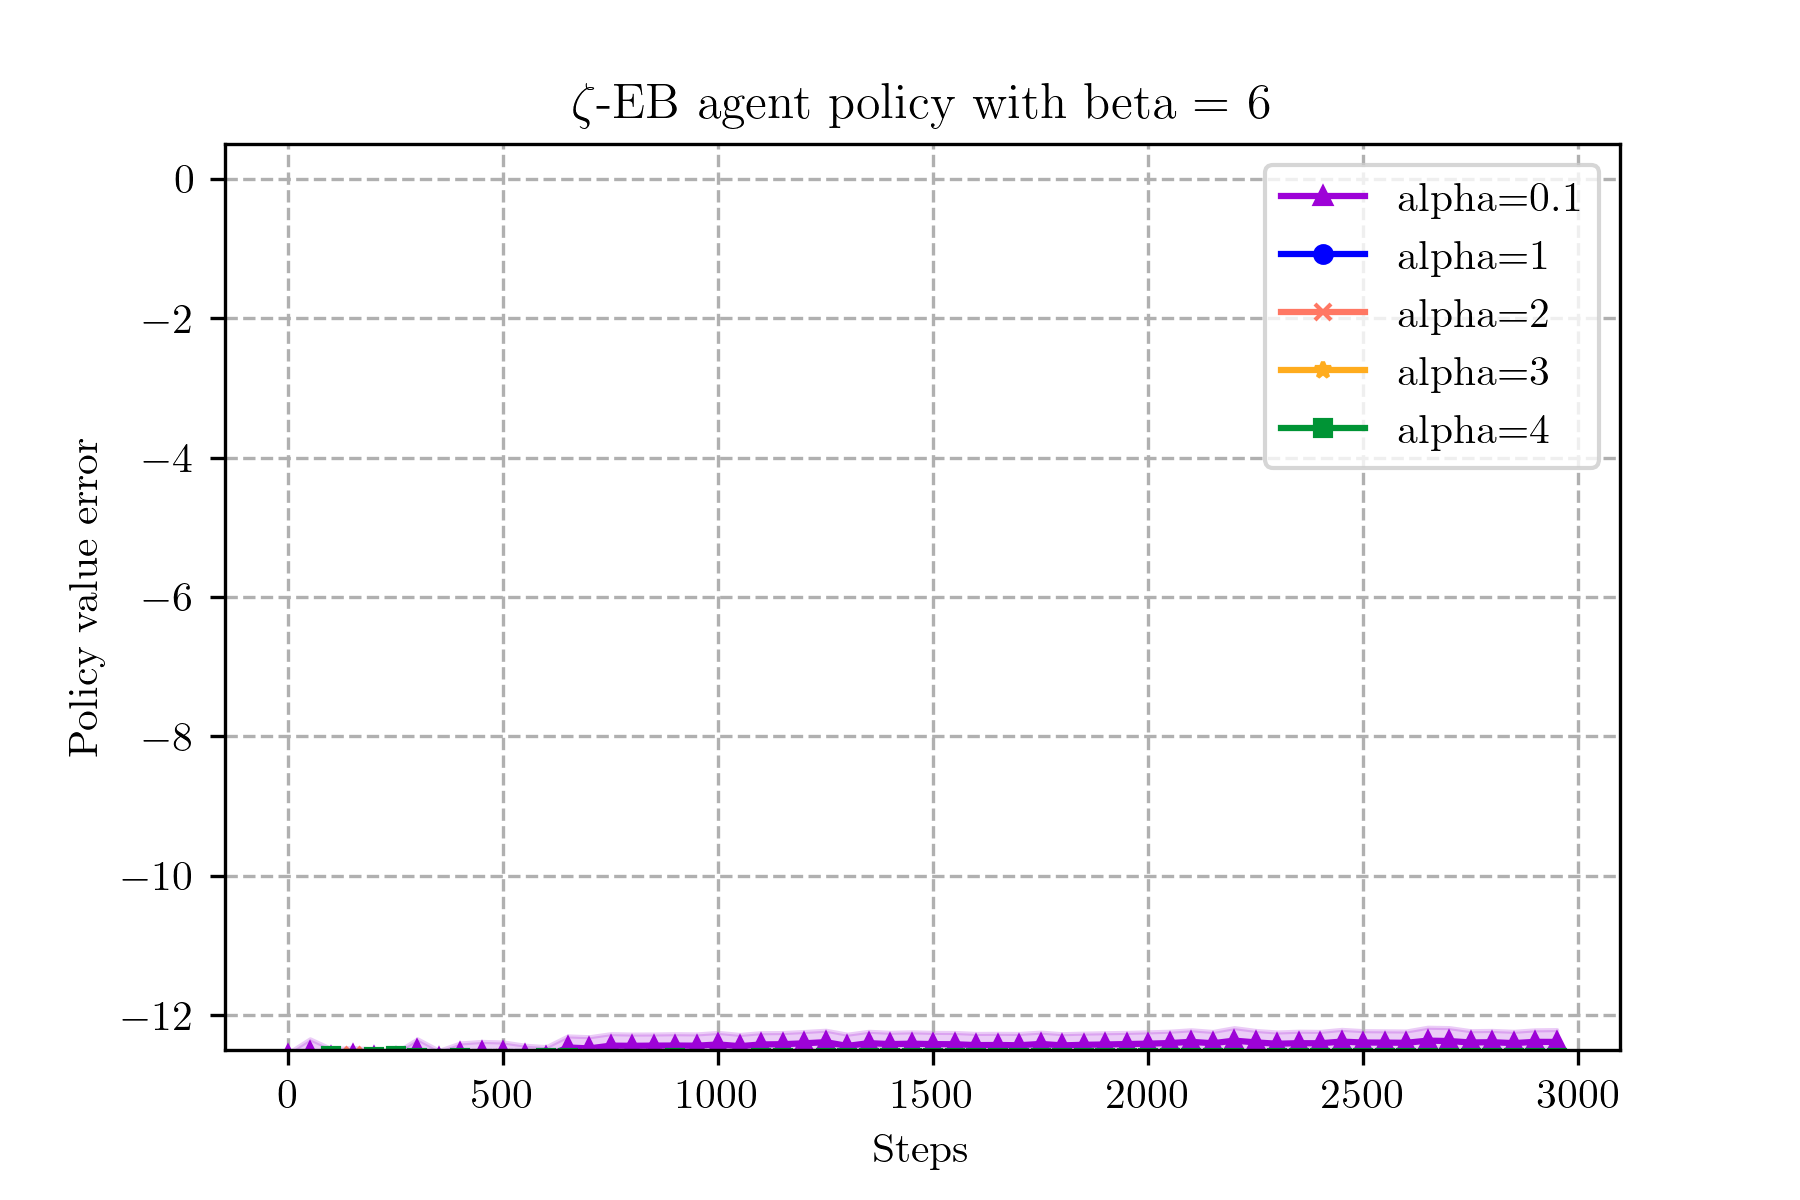 ζ-EB agent policy with beta = 6
Policy value error
0
−2
−4
−6
−8
−10
−12
alpha=0.1
alpha=1
alpha=2
alpha=3
alpha=4
0 500 1000 1500 2000 2500 3000
Steps